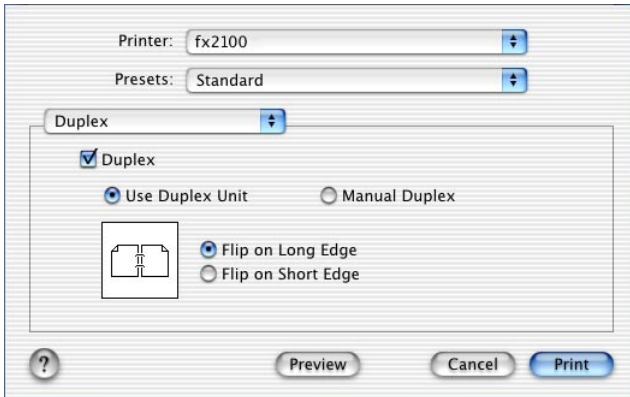 Printer: fx2100
Presets: Standard
Duplex
Duplex
Use Duplex Unit Manual Duplex
Flip on Long Edge
Flip on Short Edge
? Preview Cancel Print